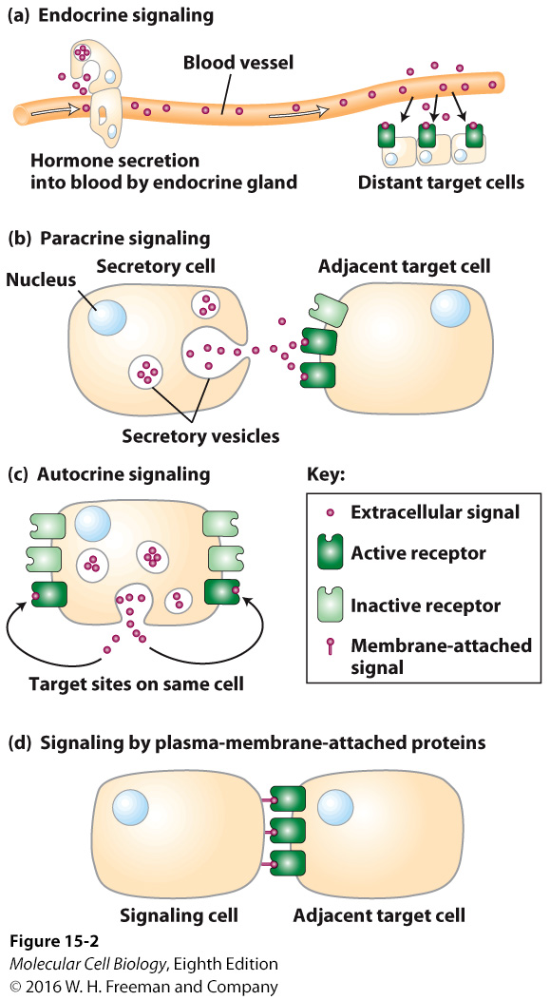 (a) Endocrine signaling
Blood vessel
Hormone secretion
into blood by endocrine gland
Distant target cells
(b) Paracrine signaling
Secretory cell
Adjacent target cell
Nucleus
Secretory vesicles
(c) Autocrine signaling
Target sites on same cell
Key:
Extracellular signal
Active receptor
Inactive receptor
Membrane-attached
signal
(d) Signaling by plasma-membrane-attached proteins
Signaling cell
Adjacent target cell
Figure 15-2
Molecular Cell Biology, Eighth Edition
© 2016 W. H. Freeman and Company